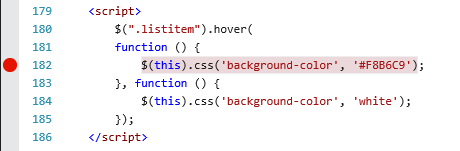 179 <script>
180 $(".listitem").hover(
181 function () {
182 $(this).css('background-color', '#F8B6C9');
183 }, function () {
184 $(this).css('background-color', 'white');
185 });
186 </script>